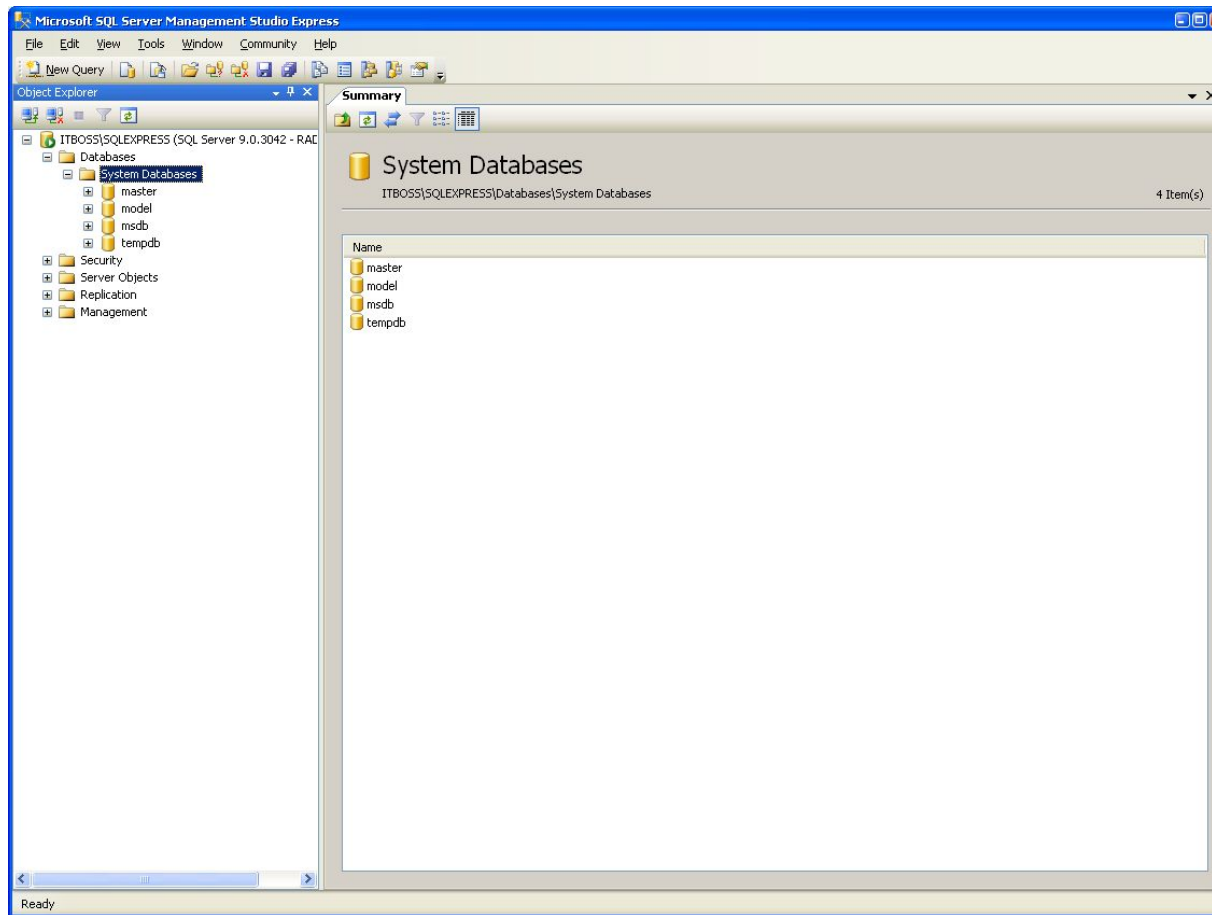 Microsoft SQL Server Management Studio Express
File Edit View Tools Window Community Help
New Query
Object Explorer
Summary
ITBOSS\SQLEXPRESS (SQL Server 9.0.3042 - RAD
Databases
System Databases
master
model
msdb
tempdb
Security
Server Objects
Replication
Management
System Databases
ITBOSS\SQLEXPRESS\Databases\System Databases
4 Item(s)
Name
master
model
msdb
tempdb
Ready